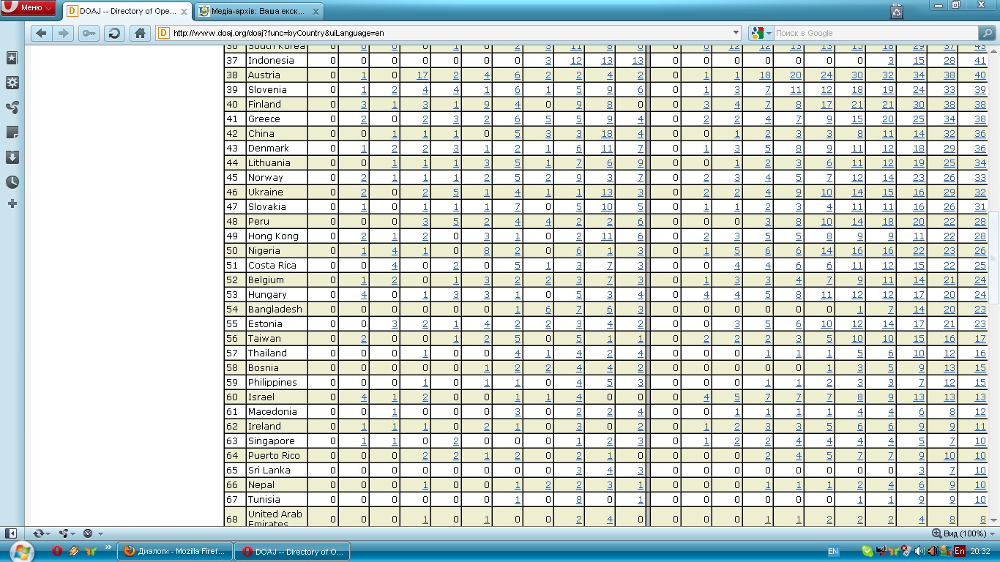 Меню
DOAJ -- Directory of Ope...
Медіа-архів: Ваша екск...
http://www.doaj.org/doaj?func=byCountry&uiLanguage=en
Поиск в Google
36 South Korea 0 0 0 1 0 2 3 11 8 0 0 0 12 12 13 13 15 18 29 37 43
37 Indonesia 0 0 0 0 0 0 0 3 12 13 13 0 0 0 0 0 0 0 3 15 28 41
38 Austria 0 1 0 17 2 4 6 2 2 4 2 0 1 1 18 20 24 30 32 34 38 40
39 Slovenia 0 1 2 4 4 1 6 1 5 9 6 0 1 3 7 11 12 18 19 24 33 39
40 Finland 0 3 1 3 1 9 4 0 9 8 0 0 3 4 7 8 17 21 21 30 38 38
41 Greece 0 2 0 2 3 2 6 5 5 9 4 0 2 2 4 7 9 15 20 25 34 38
42 China 0 0 1 1 1 0 5 3 3 18 4 0 0 1 2 3 3 8 11 14 32 36
43 Denmark 0 1 2 2 3 1 2 1 6 11 7 0 1 3 5 8 9 11 12 18 29 36
44 Lithuania 0 0 1 1 1 3 5 1 7 6 9 0 0 1 2 3 6 11 12 19 25 34
45 Norway 0 2 1 1 1 2 5 2 9 3 7 0 2 3 4 5 7 12 14 23 26 33
46 Ukraine 0 2 0 2 5 1 4 1 1 13 3 0 2 2 4 9 10 14 15 16 29 32
47 Slovakia 0 1 0 1 1 1 7 0 5 10 5 0 1 1 2 3 4 11 11 16 26 31
48 Peru 0 0 0 3 5 2 4 4 2 2 6 0 0 0 3 8 10 14 18 20 22 28
49 Hong Kong 0 2 1 2 0 3 1 0 2 11 6 0 2 3 5 5 8 9 9 11 22 28
50 Nigeria 0 1 4 1 0 8 2 0 6 1 3 0 1 5 6 6 14 16 16 22 23 26
51 Costa Rica 0 0 4 0 2 0 5 1 3 7 3 0 0 4 4 6 6 11 12 15 22 25
52 Belgium 0 1 2 0 1 3 2 2 3 7 3 0 1 3 3 4 7 9 11 14 21 24
53 Hungary 0 4 0 1 3 3 1 0 5 3 4 0 4 4 5 8 11 12 12 17 20 24
54 Bangladesh 0 0 0 0 0 0 1 6 7 6 3 0 0 0 0 0 0 1 7 14 20 23
55 Estonia 0 0 3 2 1 4 2 2 3 4 2 0 0 3 5 6 10 12 14 17 21 23
56 Taiwan 0 2 0 0 1 2 5 0 5 1 1 0 2 2 2 3 5 10 10 15 16 17
57 Thailand 0 0 0 1 0 0 4 1 4 2 4 0 0 0 1 1 1 5 6 10 12 16
58 Bosnia 0 0 0 0 0 1 2 2 4 4 2 0 0 0 0 0 1 3 5 9 13 15
59 Philippines 0 0 0 1 0 1 1 0 4 5 3 0 0 0 1 1 2 3 3 7 12 15
60 Israel 0 4 1 2 0 0 1 1 4 0 0 0 4 5 7 7 7 8 9 13 13 13
61 Macedonia 0 0 1 0 0 0 3 0 2 2 4 0 0 1 1 1 1 4 4 6 8 12
62 Ireland 0 1 1 1 0 2 1 0 3 0 2 0 1 2 3 3 5 6 6 9 9 11
63 Singapore 0 1 1 0 2 0 0 0 1 2 3 0 1 2 2 4 4 4 4 5 7 10
64 Puerto Rico 0 0 0 2 2 1 2 0 2 1 0 0 0 0 2 4 5 7 7 9 10 10
65 Sri Lanka 0 0 0 0 0 0 0 0 3 4 3 0 0 0 0 0 0 0 0 3 7 10
66 Nepal 0 0 0 1 0 0 1 2 2 3 1 0 0 0 1 1 1 2 4 6 9 10
67 Tunisia 0 0 0 0 0 0 1 0 8 0 1 0 0 0 0 0 0 1 1 9 9 10
68 United Arab Emirates 0 0 0 1 1 0 0 0 2 4 0 0 0 0 1 1 2 2 2 4 8 8
Вид (100%)
Диалоги - Mozilla Firef...
DOAJ -- Directory of O...
EN
En
20:32